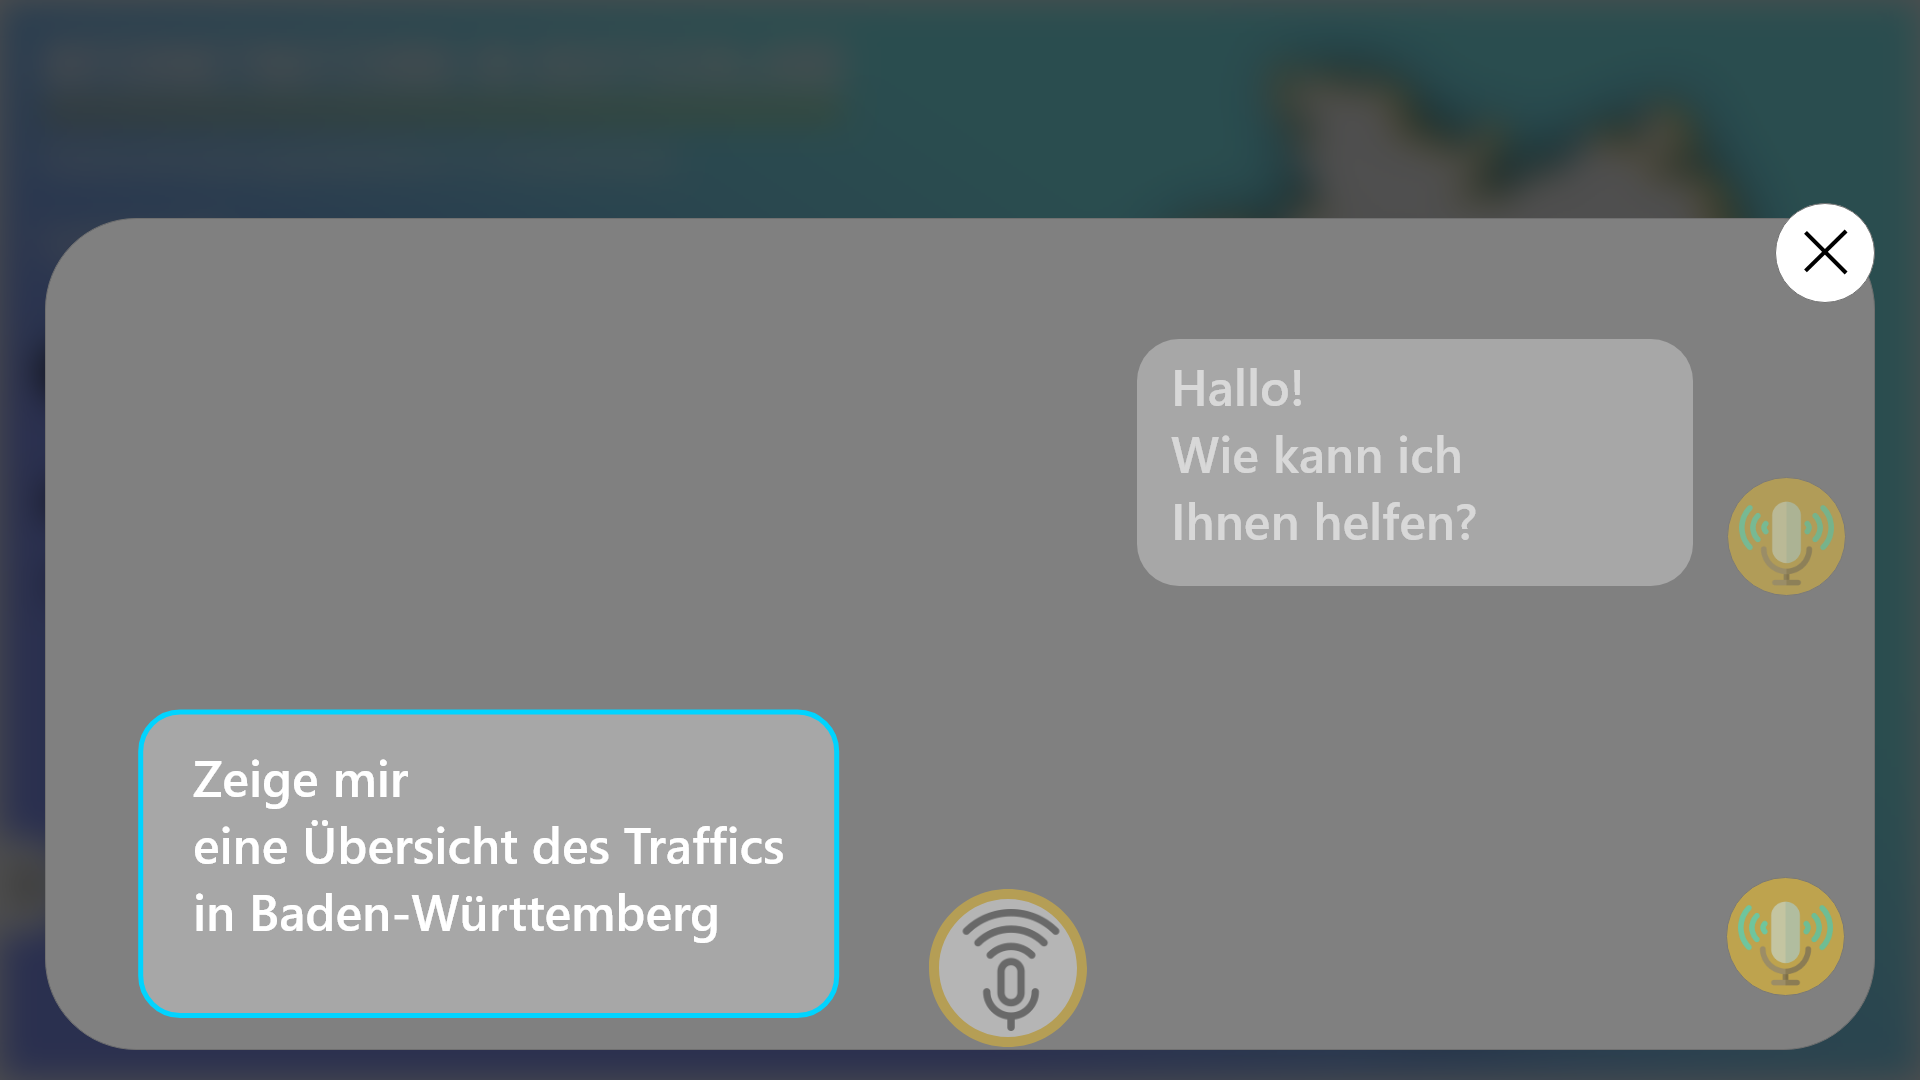 Hallo!
Wie kann ich
Ihnen helfen?
Zeige mir
eine Übersicht des Traffics
in Baden-Württemberg